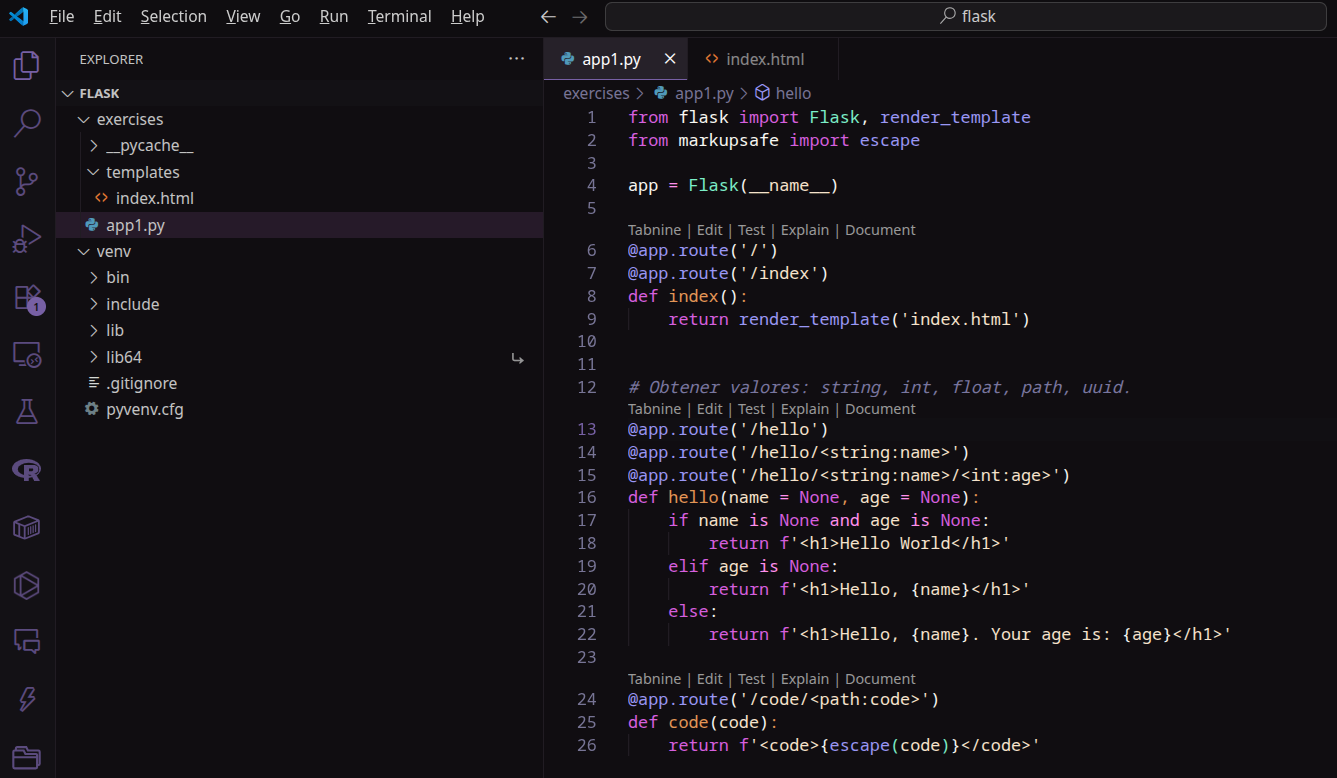 File Edit Selection View Go Run Terminal Help
flask
EXPLORER
FLASK
exercises
__pycache__
templates
index.html
app1.py
venv
bin
include
lib
lib64
.gitignore
pyvenv.cfg
1
app1.py index.html
exercises > app1.py > hello
1 from flask import Flask, render_template
2 from markupsafe import escape
3
4 app = Flask(__name__)
5
Tabnine | Edit | Test | Explain | Document
6 @app.route('/')
7 @app.route('/index')
8 def index():
9     return render_template('index.html')
10
11
12 # Obtener valores: string, int, float, path, uuid.
Tabnine | Edit | Test | Explain | Document
13 @app.route('/hello')
14 @app.route('/hello/<string:name>')
15 @app.route('/hello/<string:name>/<int:age>')
16 def hello(name = None, age = None):
17     if name is None and age is None:
18         return f'<h1>Hello World</h1>'
19     elif age is None:
20         return f'<h1>Hello, {name}</h1>'
21     else:
22         return f'<h1>Hello, {name}. Your age is: {age}</h1>'
23
Tabnine | Edit | Test | Explain | Document
24 @app.route('/code/<path:code>')
25 def code(code):
26     return f'<code>{escape(code)}</code>'